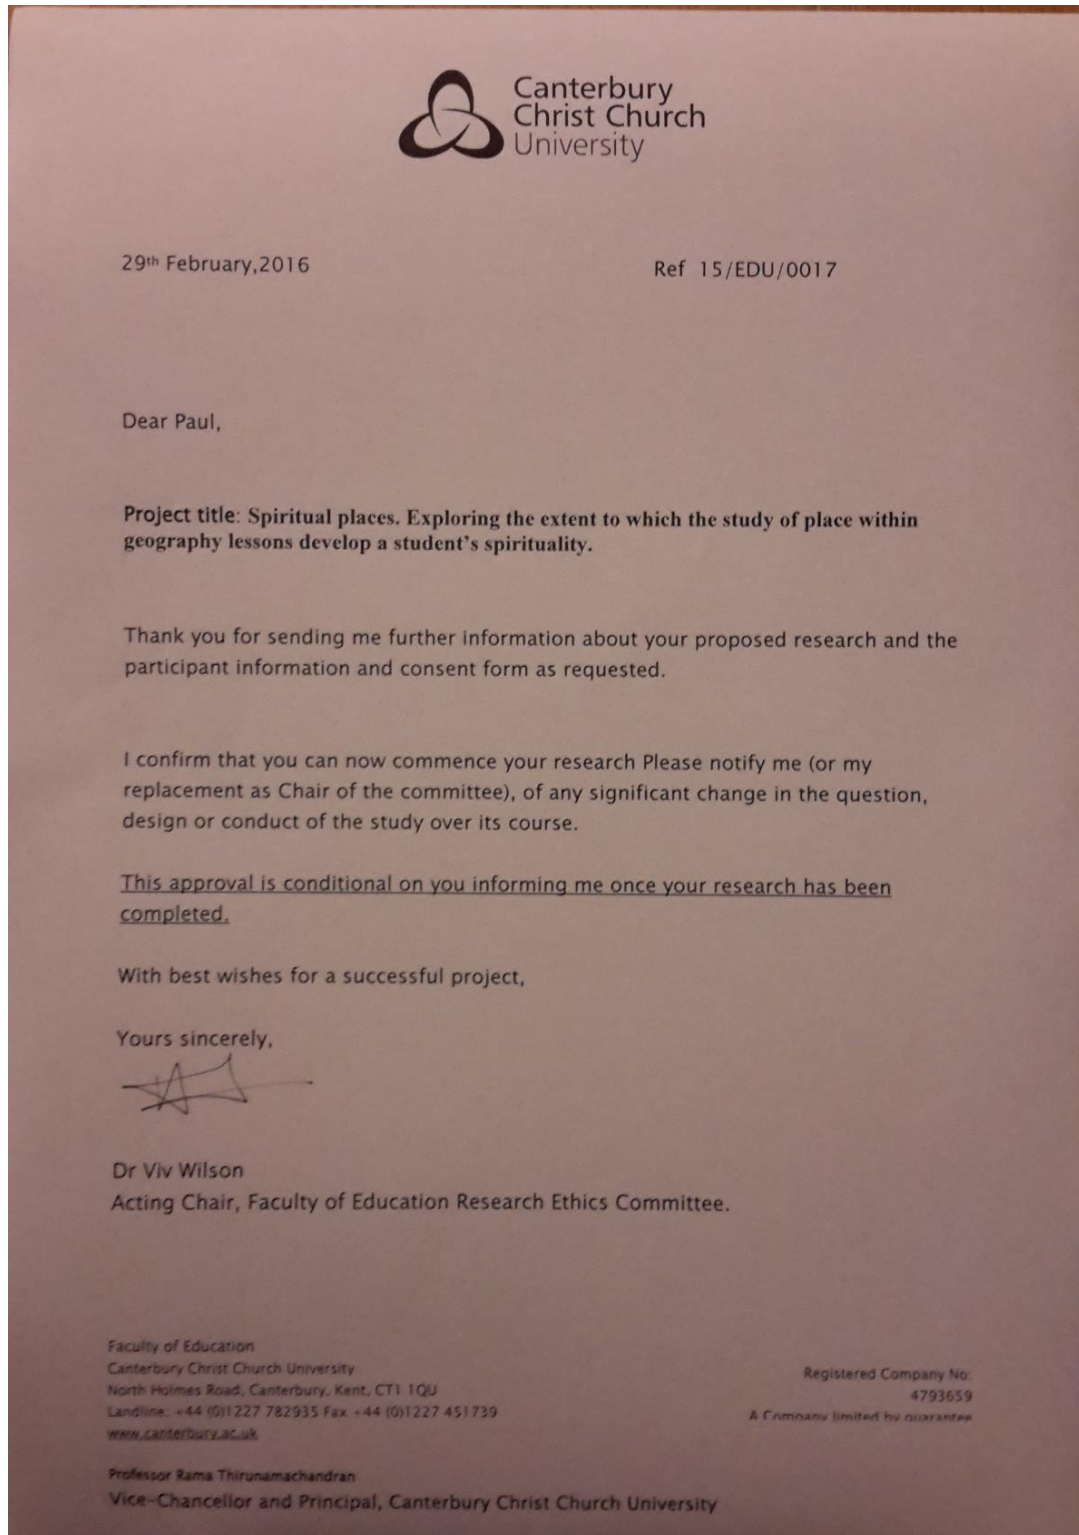 Canterbury
Christ Church
University
29th February,2016
Ref 15/EDU/0017
Dear Paul,
Project title: Spiritual places. Exploring the extent to which the study of place within
geography lessons develop a student's spirituality.
Thank you for sending me further information about your proposed research and the
participant information and consent form as requested.
I confirm that you can now commence your research Please notify me (or my
replacement as Chair of the committee), of any significant change in the question,
design or conduct of the study over its course.
This approval is conditional on you informing me once your research has been
completed.
With best wishes for a successful project,
Yours sincerely,
Dr Viv Wilson
Acting Chair, Faculty of Education Research Ethics Committee.
Faculty of Education
Canterbury Christ Church University
North Holmes Road, Canterbury, Kent, CT1 1QU
Landline: +44 (0)1227 782935 Fax +44 (0)1227 451739
www.canterbury.ac.uk
Registered Company No:
4793659
A Company limited by guarantee
Professor Rama Thirunamachandran
Vice-Chancellor and Principal, Canterbury Christ Church University